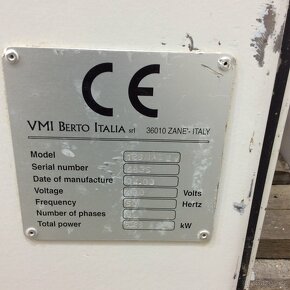 CE
VMI BERTO ITALIA srl 36010 ZANE'- ITALY
Model
Serial number
Date of manufacture
Voltage Volts
Frequency Hertz
Number of phases
Total power kW